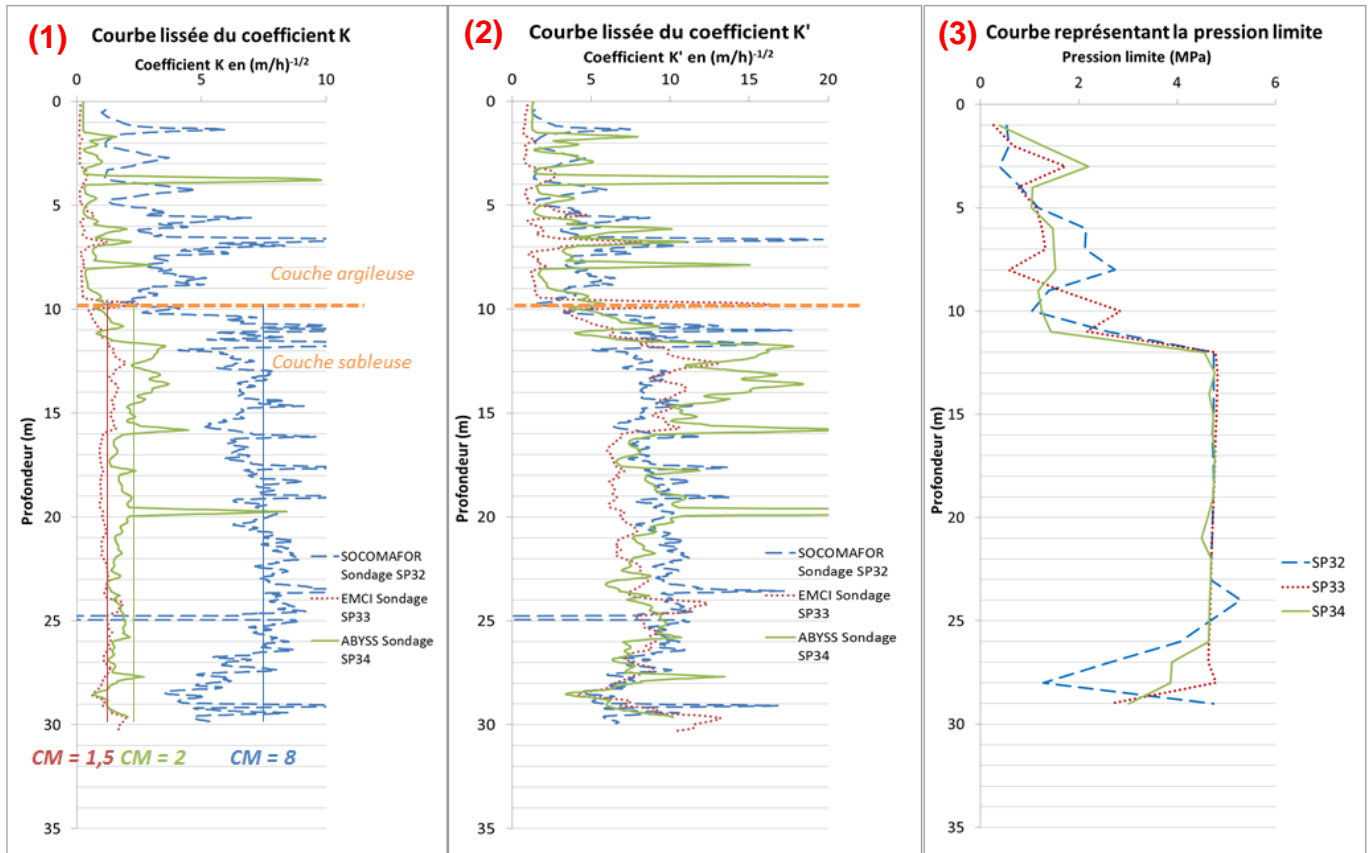 (1)
Courbe lissée du coefficient K
Coefficient K en (m/h)-1/2
0
5
10
0
5
10
15
20
25
30
35
Profondeur (m)
Couche argileuse
Couche sableuse
SOCOMAFOR
Sondage SP32
EMCI Sondage
SP33
ABYSS Sondage
SP34
CM = 1,5
CM = 2
CM = 8
(2)
Courbe lissée du coefficient K'
Coefficient K' en (m/h)-1/2
0
5
10
15
20
0
5
10
15
20
25
30
35
Profondeur (m)
SOCOMAFOR
Sondage SP32
EMCI Sondage
SP33
ABYSS Sondage
SP34
(3)
Courbe représentant la pression limite
Pression limite (MPa)
0
2
4
6
0
5
10
15
20
25
30
35
Profondeur (m)
SP32
SP33
SP34